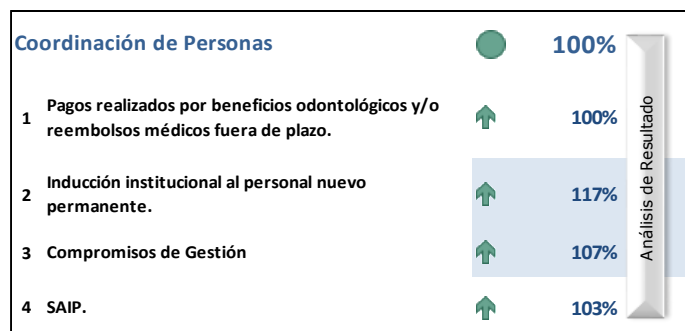 Coordinación de Personas 100%
1 Pagos realizados por beneficios odontológicos y/o
reembolsos médicos fuera de plazo. 100%
2 Inducción institucional al personal nuevo
permanente. 117%
3 Compromisos de Gestión 107%
4 SAIP. 103%
Análisis de Resultado